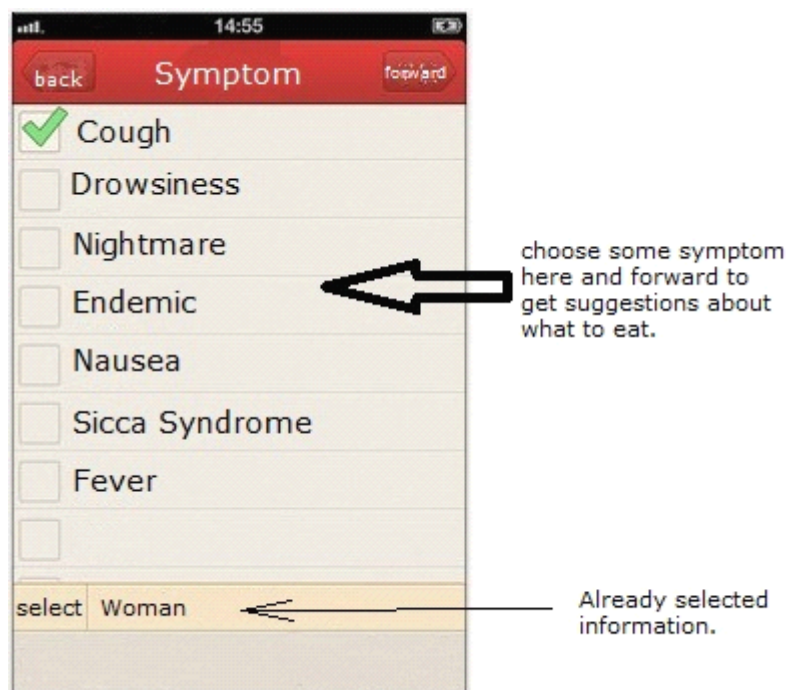 14:55
back Symptom forward
Cough
Drowsiness
Nightmare
Endemic
Nausea
Sicca Syndrome
Fever
select Woman
choose some symptom
here and forward to
get suggestions about
what to eat.
Already selected
information.